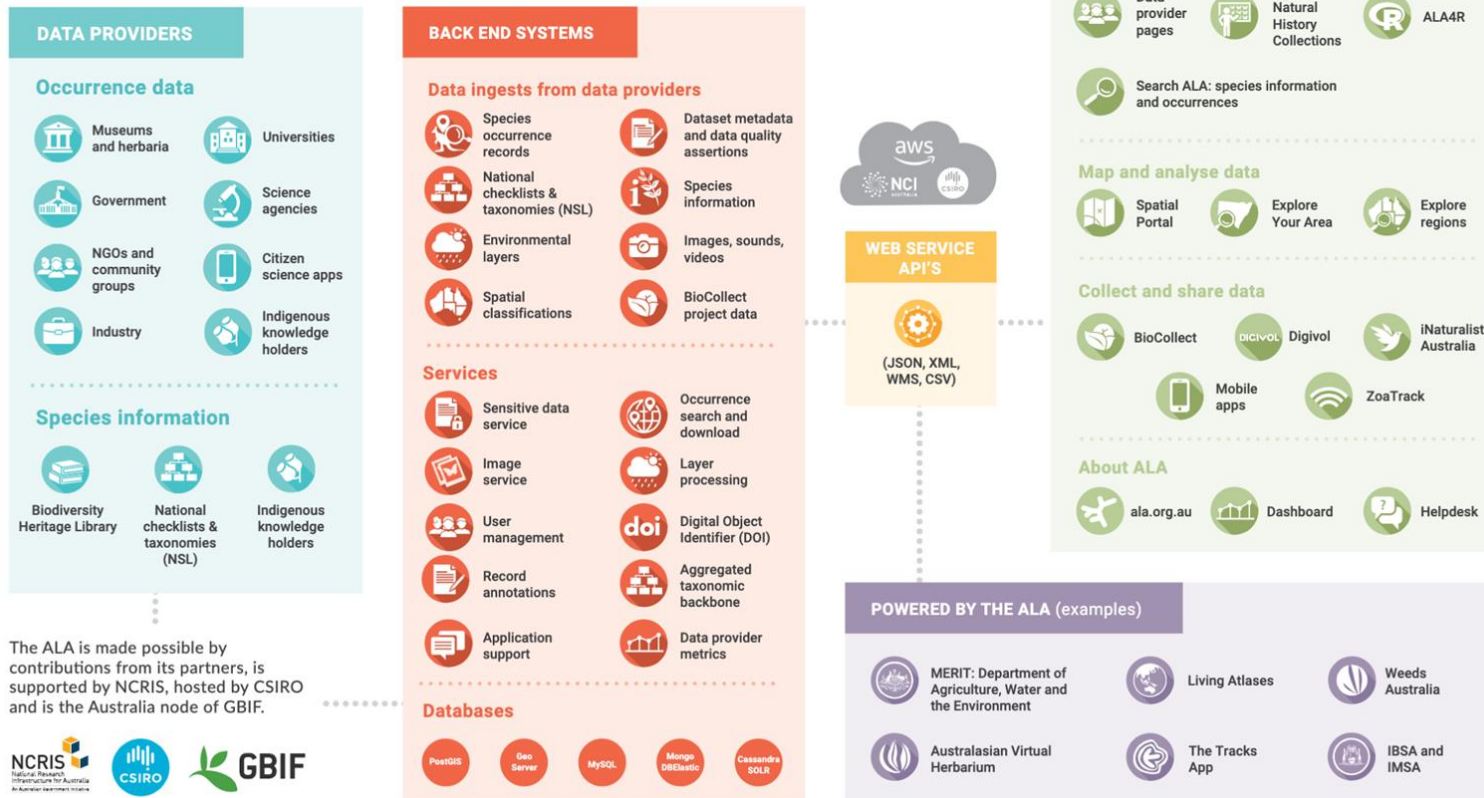 DATA PROVIDERS
Occurrence data
Museums
and herbaria
Universities
Government
Science
agencies
NGOs and
community
groups
Citizen
science apps
Industry
Indigenous
knowledge
holders
Species information
Biodiversity
Heritage Library
National
checklists &
taxonomies
(NSL)
Indigenous
knowledge
holders
The ALA is made possible by
contributions from its partners, is
supported by NCRIS, hosted by CSIRO
and is the Australia node of GBIF.
NCRIS
National Research
Infrastructure for Australia
An Australian Government Initiative
CSIRO
GBIF
BACK END SYSTEMS
Data ingests from data providers
Species
occurrence
records
Dataset metadata
and data quality
assertions
National
checklists &
taxonomies (NSL)
Species
information
Environmental
layers
Images, sounds,
videos
Spatial
classifications
BioCollect
project data
Services
Sensitive data
service
Occurrence
search and
download
Image
service
Layer
processing
User
management
doi
Digital Object
Identifier (DOI)
Record
annotations
Aggregated
taxonomic
backbone
Application
support
Data provider
metrics
Databases
PostGIS
Geo
Server
MySQL
Mongo
DBElastic
Cassandra
SOLR
aws
NCI
AUSTRALIA
CSIRO
WEB SERVICE
API'S
(JSON, XML,
WMS, CSV)
provider
pages
Natural
History
Collections
R
ALA4R
Search ALA: species information
and occurrences
Map and analyse data
Spatial
Portal
Explore
Your Area
Explore
regions
Collect and share data
BioCollect
DIGIVOL
Digivol
iNaturalist
Australia
Mobile
apps
ZoaTrack
About ALA
ala.org.au
Dashboard
?
Helpdesk
POWERED BY THE ALA (examples)
MERIT: Department of
Agriculture, Water and
the Environment
Living Atlases
Weeds
Australia
Australasian Virtual
Herbarium
The Tracks
App
IBSA and
IMSA